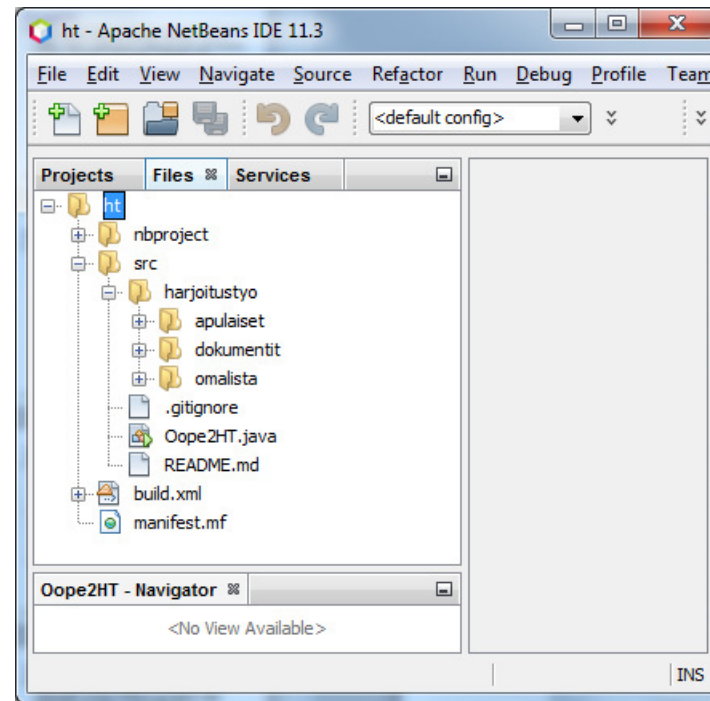 ht - Apache NetBeans IDE 11.3
File Edit View Navigate Source Refactor Run Debug Profile Team
<default config>
Projects Files Services
ht
nbproject
src
harjoitustyo
apulaiset
dokumentit
omalista
.gitignore
Oope2HT.java
README.md
build.xml
manifest.mf
Oope2HT - Navigator
<No View Available>
INS